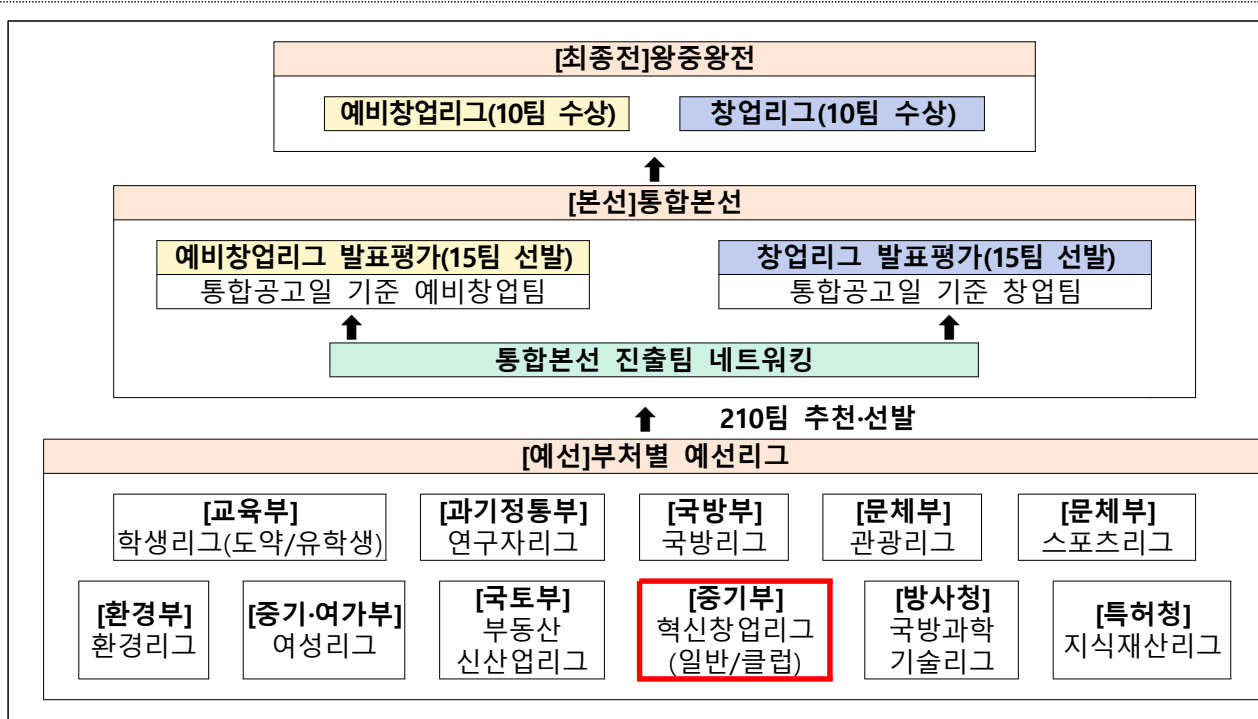 [최종전]왕중왕전
예비창업리그(10팀 수상)
창업리그(10팀 수상)
[본선]통합본선
예비창업리그 발표평가(15팀 선발)
통합공고일 기준 예비창업팀
창업리그 발표평가(15팀 선발)
통합공고일 기준 창업팀
통합본선 진출팀 네트워킹
210팀 추천·선발
[예선]부처별 예선리그
[교육부]
학생리그(도약/유학생)
[과기정통부]
연구자리그
[국방부]
국방리그
[문체부]
관광리그
[문체부]
스포츠리그
[환경부]
환경리그
[중기·여가부]
여성리그
[국토부]
부동산
신산업리그
[중기부]
혁신창업리그
(일반/클럽)
[방사청]
국방과학
기술리그
[특허청]
지식재산리그